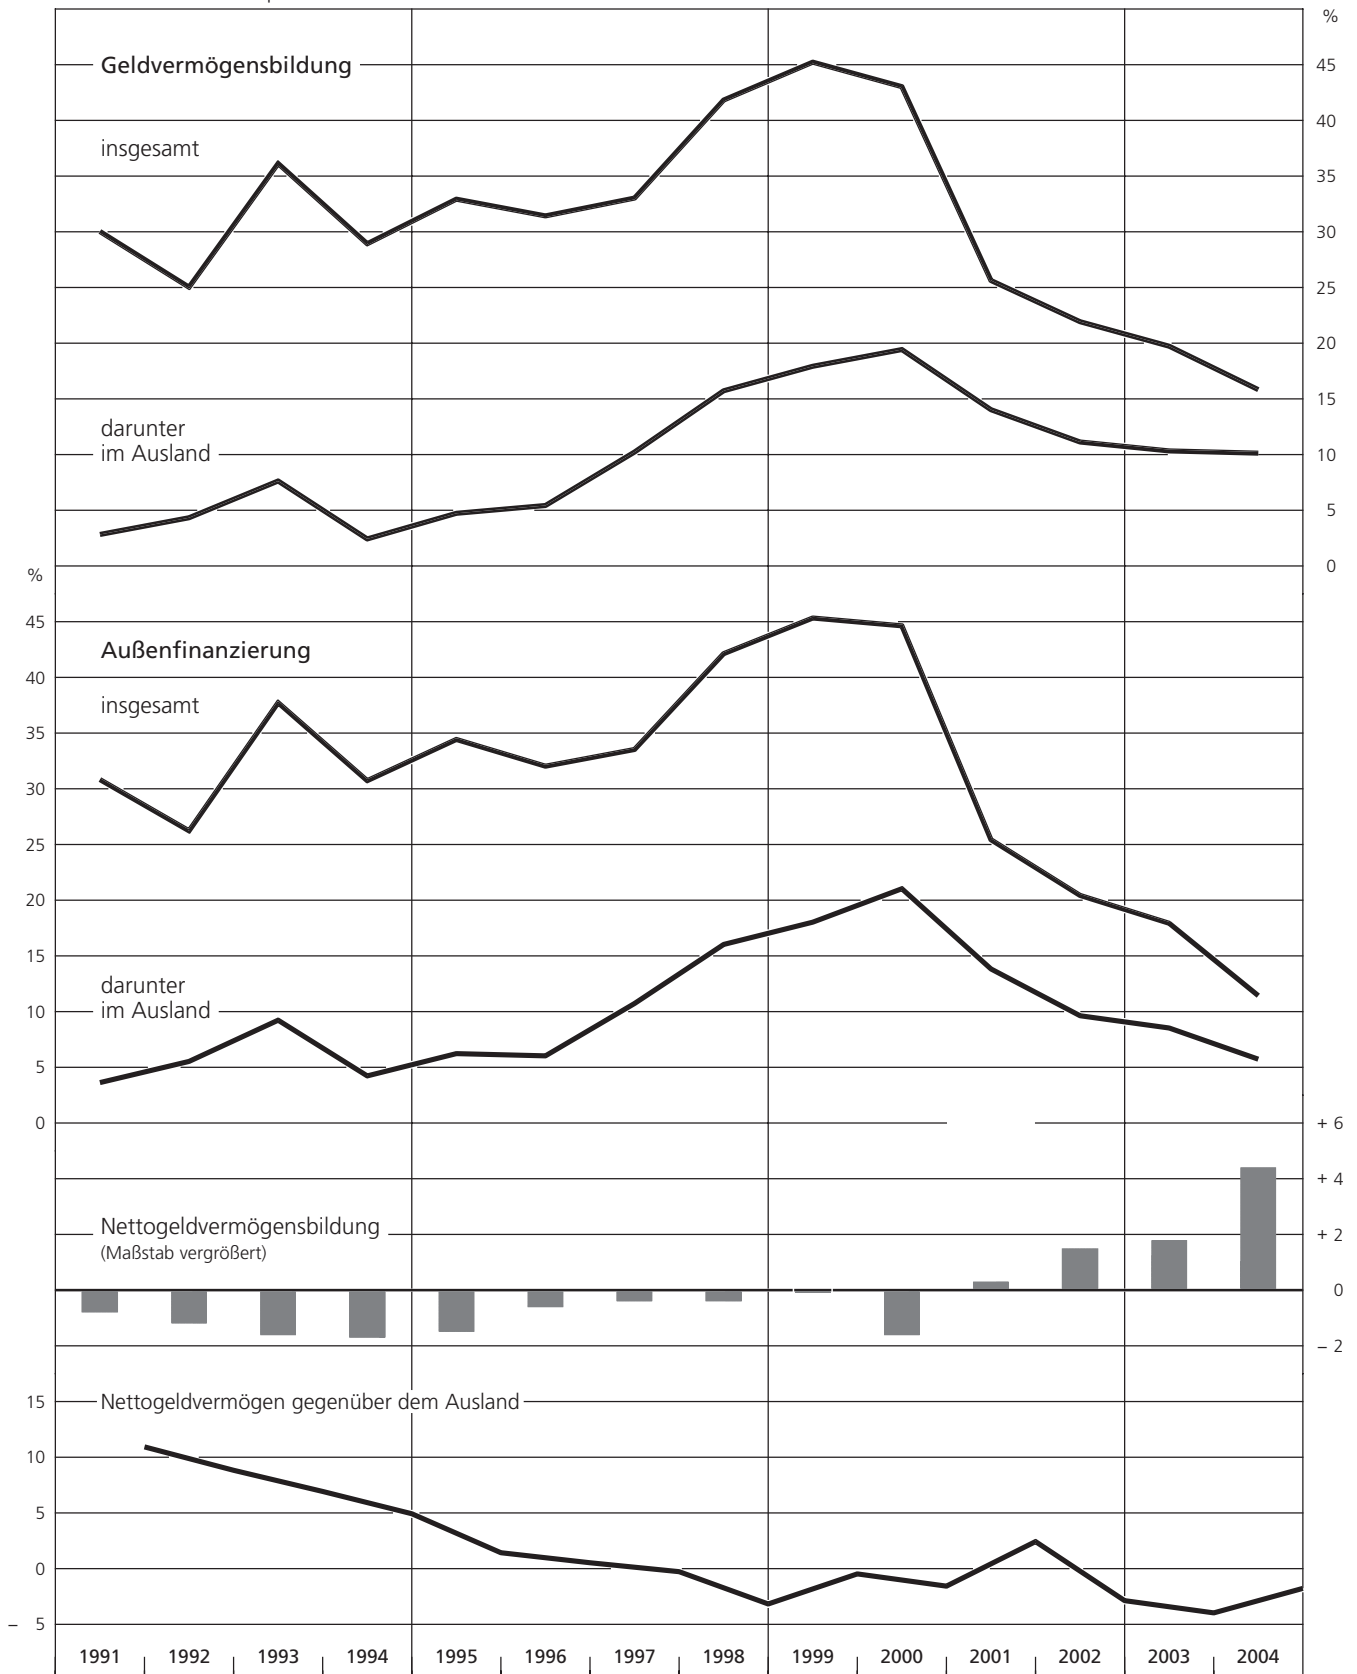 %
Geldvermögensbildung
45
40
insgesamt
35
30
25
20
15
darunter
im Ausland
10
5
0
%
45
Außenfinanzierung
40
insgesamt
35
30
25
20
15
darunter
im Ausland
10
5
0
+ 6
+ 4
Nettogeldvermögensbildung
+ 2
(Maßstab vergrößert)
0
– 2
15
Nettogeldvermögen gegenüber dem Ausland
10
5
0
– 5
1991 1992 1993 1994 1995 1996 1997 1998 1999 2000 2001 2002 2003 2004